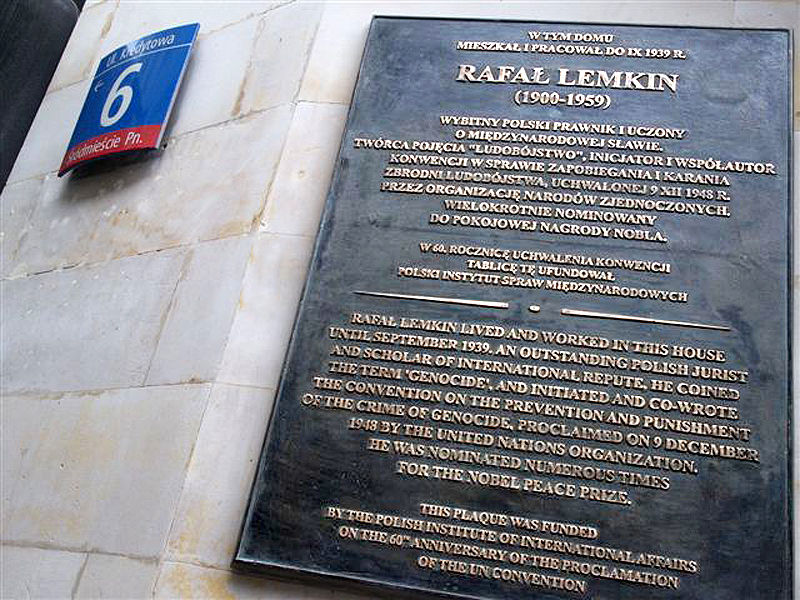 ul. Kredytowa
←
6
Śródmieście Pn.
W TYM DOMU
MIESZKAŁ I PRACOWAŁ DO IX 1939 R.
RAFAŁ LEMKIN
(1900-1959)
WYBITNY POLSKI PRAWNIK I UCZONY
O MIĘDZYNARODOWEJ SŁAWIE.
TWÓRCA POJĘCIA "LUDOBÓJSTWO", INICJATOR I WSPÓŁAUTOR
KONWENCJI W SPRAWIE ZAPOBIEGANIA I KARANIA
ZBRODNI LUDOBÓJSTWA, UCHWALONEJ 9 XII 1948 R.
PRZEZ ORGANIZACJĘ NARODÓW ZJEDNOCZONYCH.
WIELOKROTNIE NOMINOWANY
DO POKOJOWEJ NAGRODY NOBLA.
W 60. ROCZNICĘ UCHWALENIA KONWENCJI
TABLICĘ TĘ UFUNDOWAŁ
POLSKI INSTYTUT SPRAW MIĘDZYNARODOWYCH
RAFAŁ LEMKIN LIVED AND WORKED IN THIS HOUSE
UNTIL SEPTEMBER 1939. AN OUTSTANDING POLISH JURIST
AND SCHOLAR OF INTERNATIONAL REPUTE, HE COINED
THE TERM 'GENOCIDE', AND INITIATED AND CO-WROTE
THE CONVENTION ON THE PREVENTION AND PUNISHMENT
OF THE CRIME OF GENOCIDE, PROCLAIMED ON 9 DECEMBER
1948 BY THE UNITED NATIONS ORGANIZATION.
HE WAS NOMINATED NUMEROUS TIMES
FOR THE NOBEL PEACE PRIZE.
THIS PLAQUE WAS FUNDED
BY THE POLISH INSTITUTE OF INTERNATIONAL AFFAIRS
ON THE 60TH ANNIVERSARY OF THE PROCLAMATION
OF THE UN CONVENTION